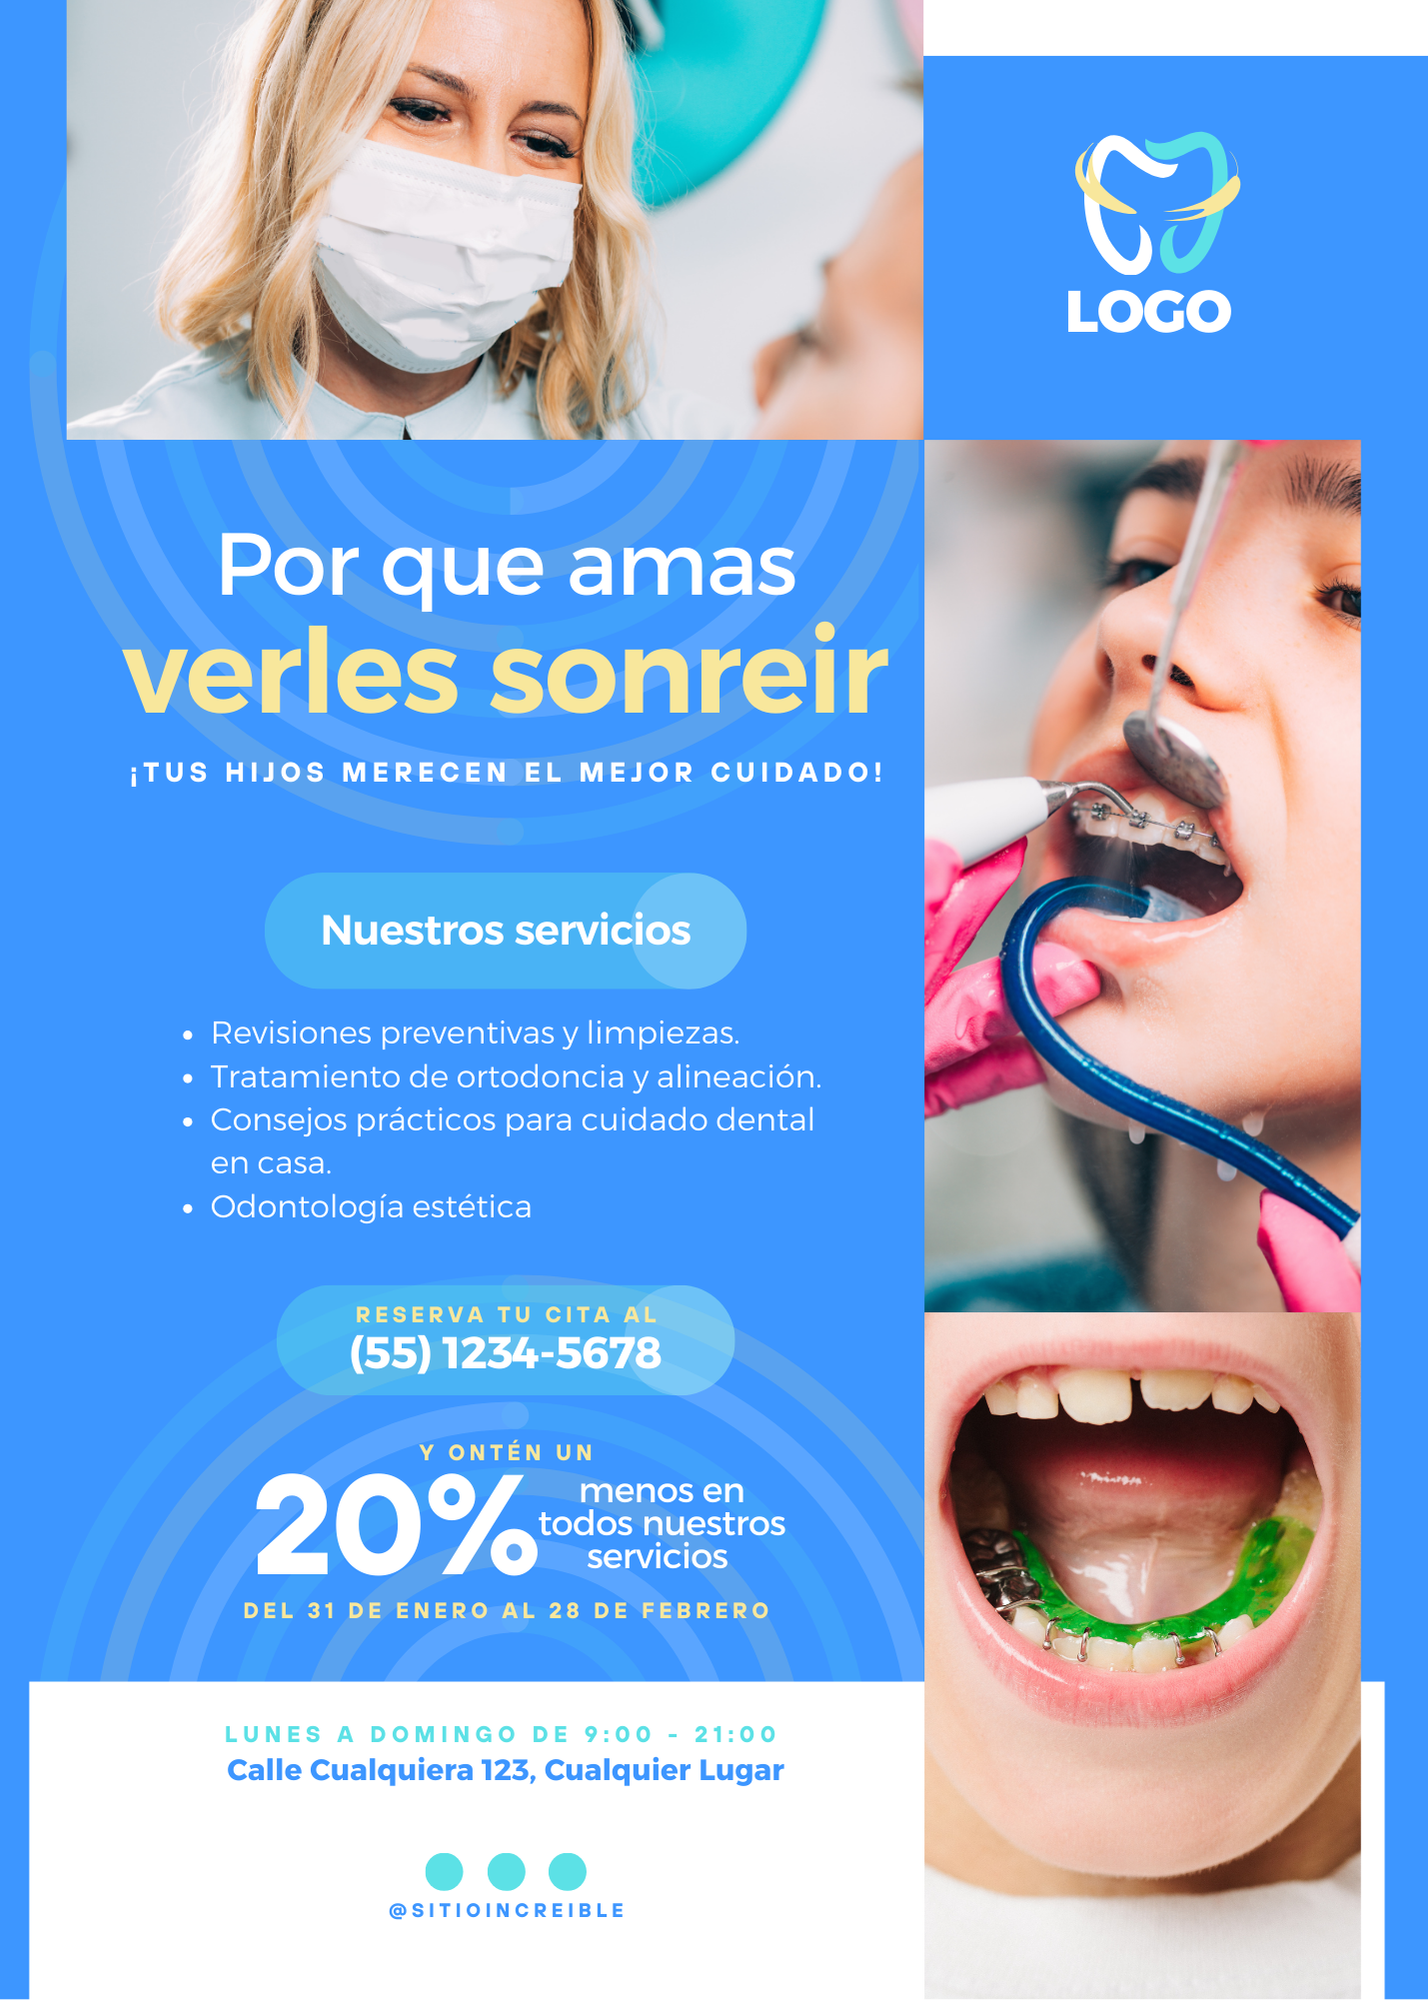 LOGO
Por que amas
verles sonreir
¡TUS HIJOS MERECEN EL MEJOR CUIDADO!
Nuestros servicios
• Revisiones preventivas y limpiezas.
• Tratamiento de ortodoncia y alineación.
• Consejos prácticos para cuidado dental
en casa.
• Odontología estética
RESERVA TU CITA AL
(55) 1234-5678
Y ONTÉN UN
20%
menos en
todos nuestros
servicios
DEL 31 DE ENERO AL 28 DE FEBRERO
LUNES A DOMINGO DE 9:00 - 21:00
Calle Cualquiera 123, Cualquier Lugar
@SITIOINCREIBLE